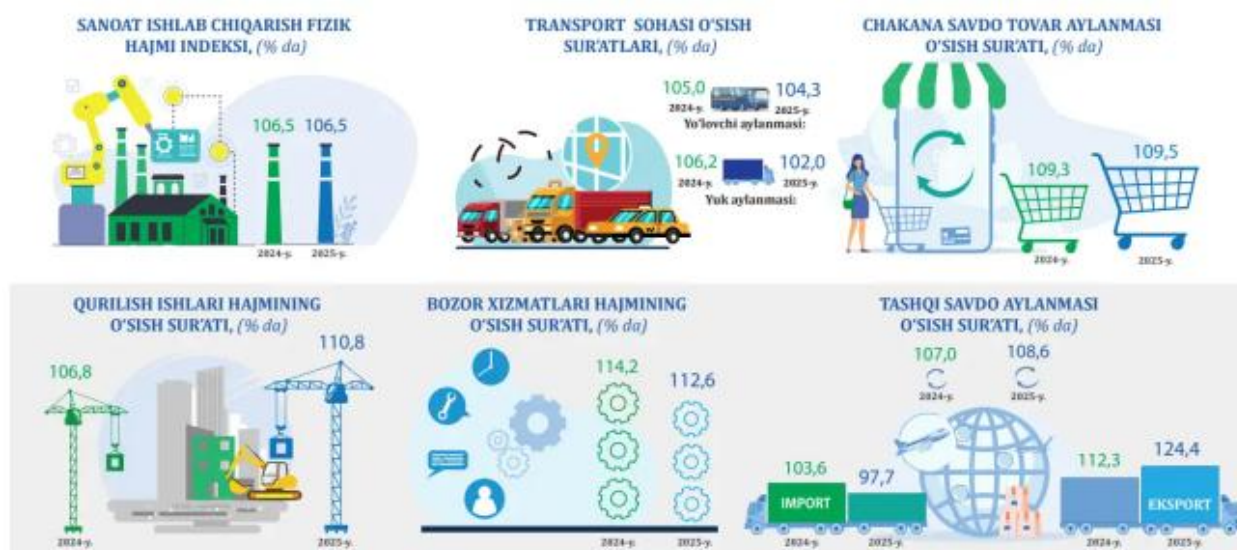 SANOAT ISHLAB CHIQARISH FIZIK
HAJMI INDEKSI, (% da)
106,5
106,5
2024-y.
2025-y.
TRANSPORT SOHASI O'SISH
SUR'ATLARI, (% da)
105,0
104,3
2024-y.
2025-y.
Yo'lovchi aylanmasi:
106,2
102,0
2024-y.
2025-y.
Yuk aylanmasi:
CHAKANA SAVDO TOVAR AYLANMASI
O'SISH SUR'ATI, (% da)
109,3
109,5
2024-y.
2025-y.
QURILISH ISHLARI HAJMINING
O'SISH SUR'ATI, (% da)
106,8
110,8
2024-y.
2025-y.
BOZOR XIZMATLARI HAJMINING
O'SISH SUR'ATI, (% da)
114,2
112,6
2024-y.
2025-y.
TASHQI SAVDO AYLANMASI
O'SISH SUR'ATI, (% da)
107,0
108,6
2024-y.
2025-y.
103,6
97,7
IMPORT
2024-y.
2025-y.
112,3
124,4
EKSPORT
2024-y.
2025-y.